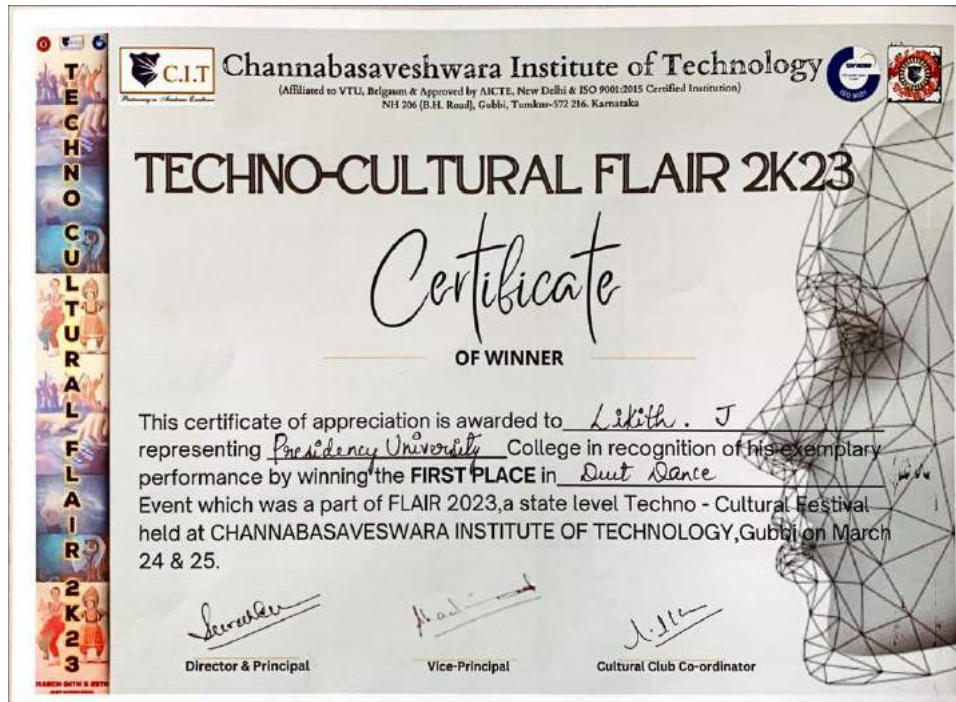 TECHNO CULTURAL FLAIR 2K23
C.I.T
Channabasaveshwara Institute of Technology
(Affiliated to VTU, Belgaum & Approved by AICTE, New Delhi & ISO 9001:2015 Certified Institution)
NH 206 (B.H. Road), Gubbi, Tumkur-572 216. Karnataka
ISO 9001
TECHNO-CULTURAL FLAIR 2K23
Certificate
OF WINNER
This certificate of appreciation is awarded to Likith. J
representing Presidency University College in recognition of his exemplary
performance by winning the FIRST PLACE in Duet Dance
Event which was a part of FLAIR 2023,a state level Techno - Cultural Festival
held at CHANNABASAVESWARA INSTITUTE OF TECHNOLOGY,Gubbi on March
24 & 25.
Director & Principal
Vice-Principal
Cultural Club Co-ordinator